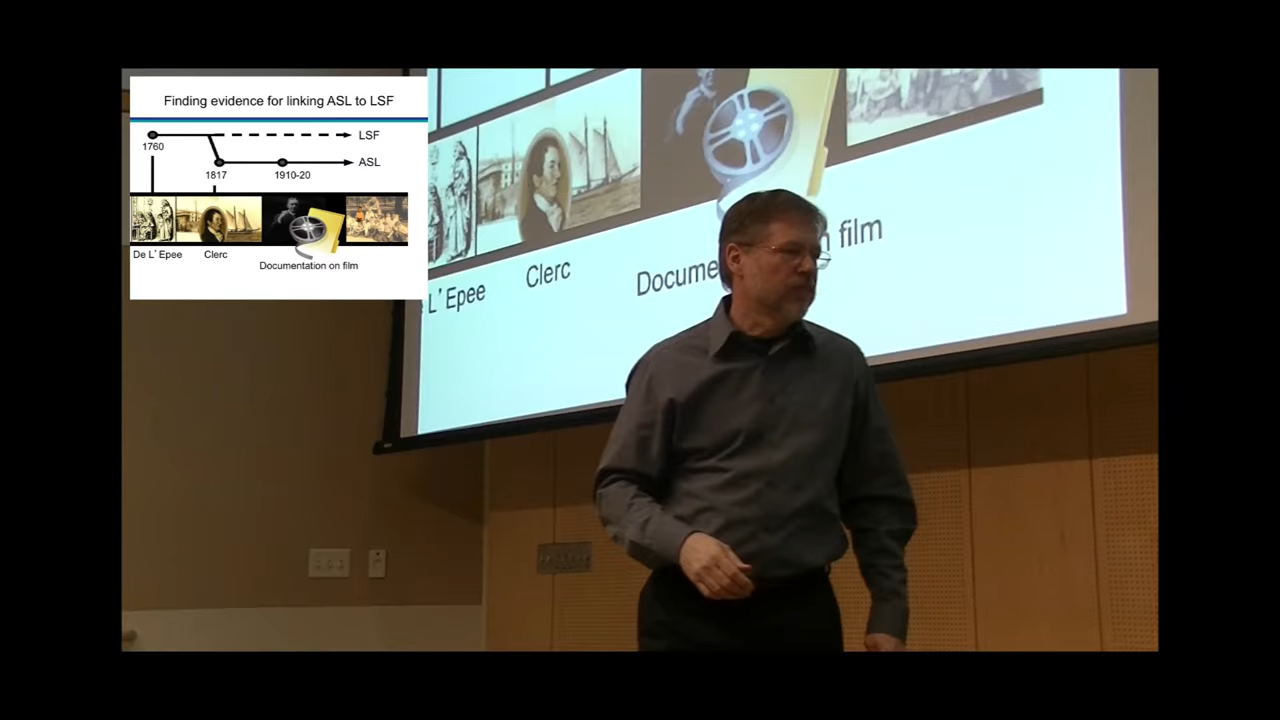 Finding evidence for linking ASL to LSF
LSF
1760
ASL
1817
1910-20
De L'Epee
Clerc
Documentation on film
L'Epee
Clerc
Docume
film